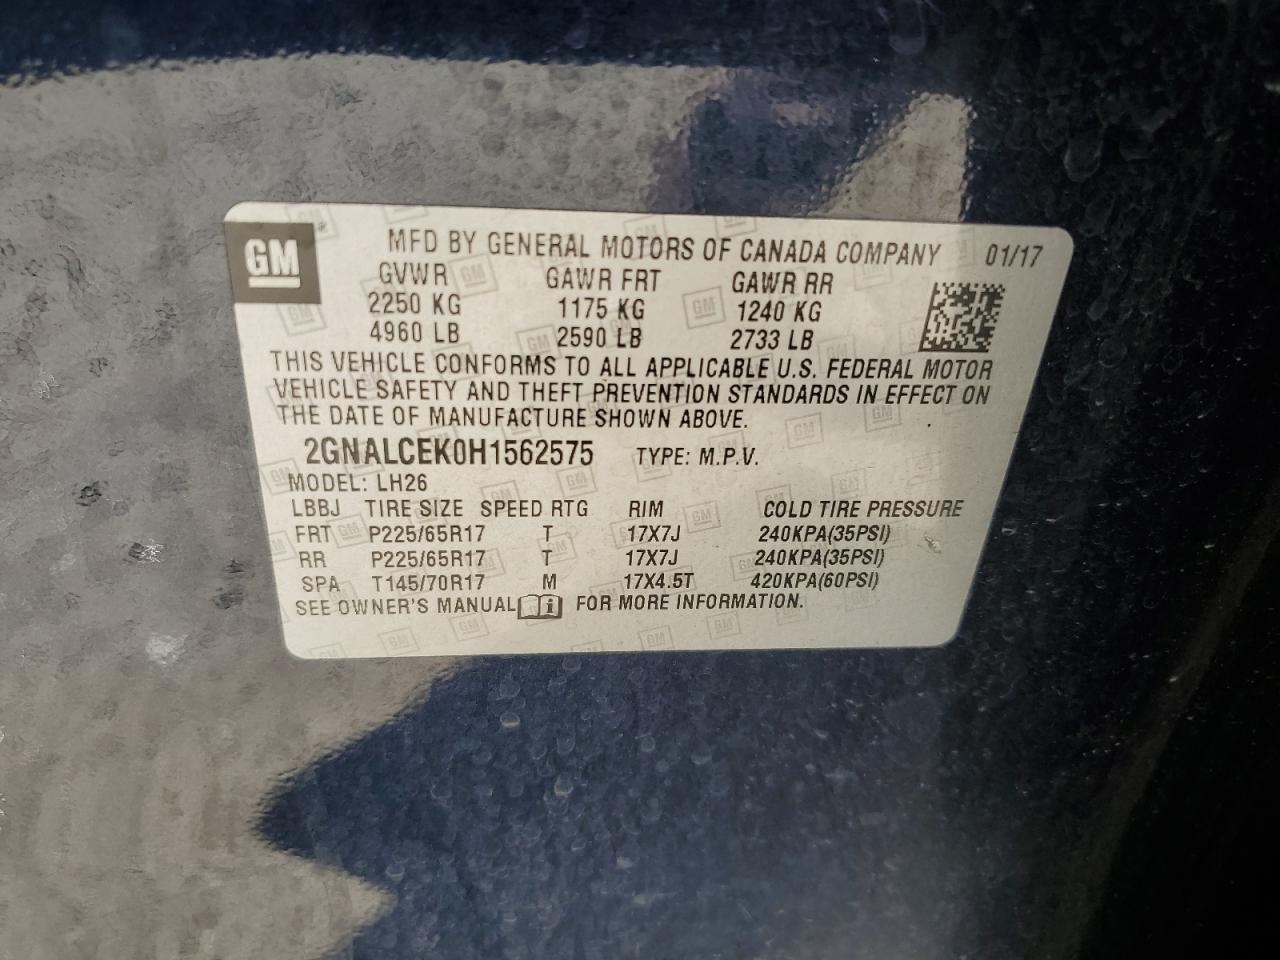 GM
MFD BY GENERAL MOTORS OF CANADA COMPANY 01/17
GVWR GAWR FRT GAWR RR
2250 KG 1175 KG 1240 KG
4960 LB 2590 LB 2733 LB
THIS VEHICLE CONFORMS TO ALL APPLICABLE U.S. FEDERAL MOTOR
VEHICLE SAFETY AND THEFT PREVENTION STANDARDS IN EFFECT ON
THE DATE OF MANUFACTURE SHOWN ABOVE.
2GNALCEK0H1562575 TYPE: M.P.V.
MODEL: LH26
LBBJ TIRE SIZE SPEED RTG RIM COLD TIRE PRESSURE
FRT P225/65R17 T 17X7J 240KPA(35PSI)
RR P225/65R17 T 17X7J 240KPA(35PSI)
SPA T145/70R17 M 17X4.5T 420KPA(60PSI)
SEE OWNER'S MANUAL i FOR MORE INFORMATION.